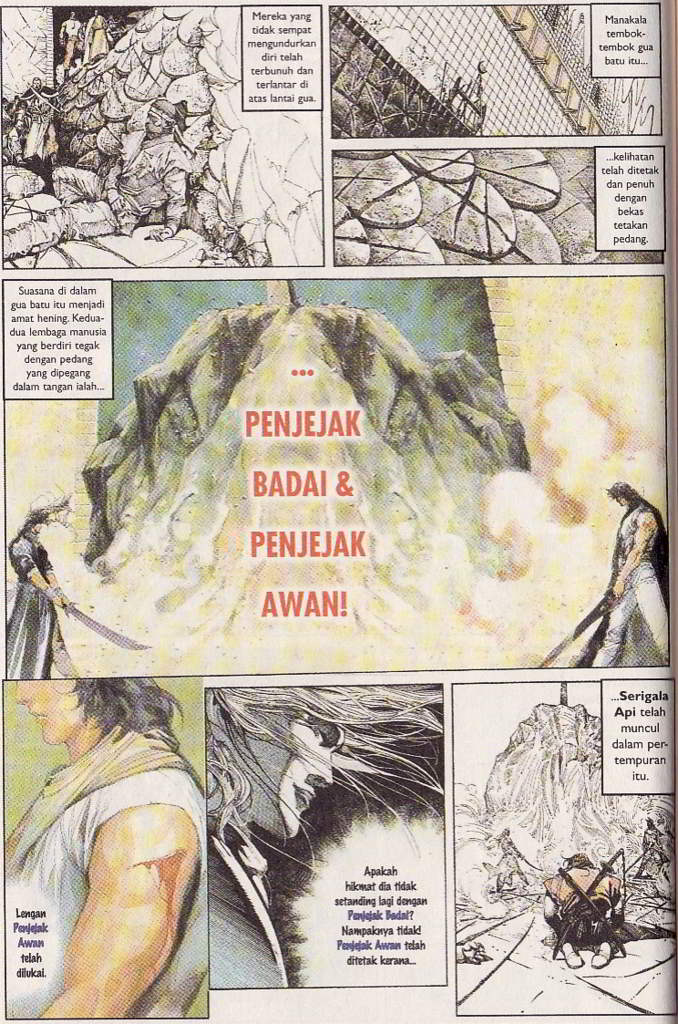 Mereka yang
tidak sempat
mengundurkan
diri telah
terbunuh dan
terlantar di
atas lantai gua.
Manakala
tembok-
tembok gua
batu itu...
...kelihatan
telah ditetak
dan penuh
dengan
bekas
tetakan
pedang.
Suasana di dalam
gua batu itu menjadi
amat hening. Kedua-
dua lembaga manusia
yang berdiri tegak
dengan pedang
yang dipegang
dalam tangan ialah...
...
PENJEJAK
BADAI &
PENJEJAK
AWAN!
Lengan
Penjejak
Awan
telah
dilukai.
Apakah
hikmat dia tidak
setanding lagi dengan
Penjejak Badai?
Nampaknya tidak!
Penjejak Awan telah
ditetak kerana...
...Serigala
Api telah
muncul
dalam per-
tempuran
itu.